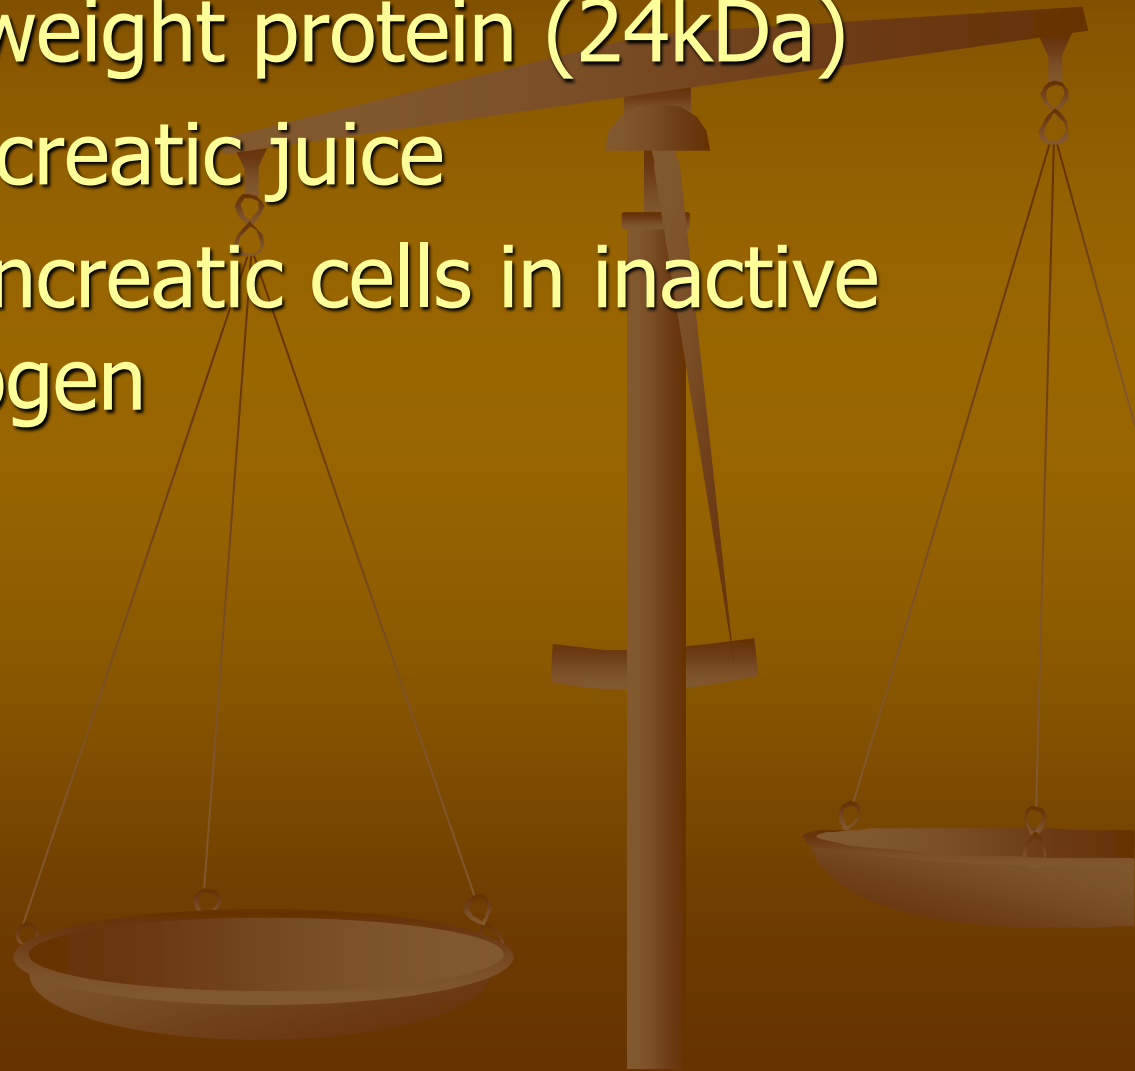 weight protein (24kDa)
creatic juice
ncreatic cells in inactive
ogen